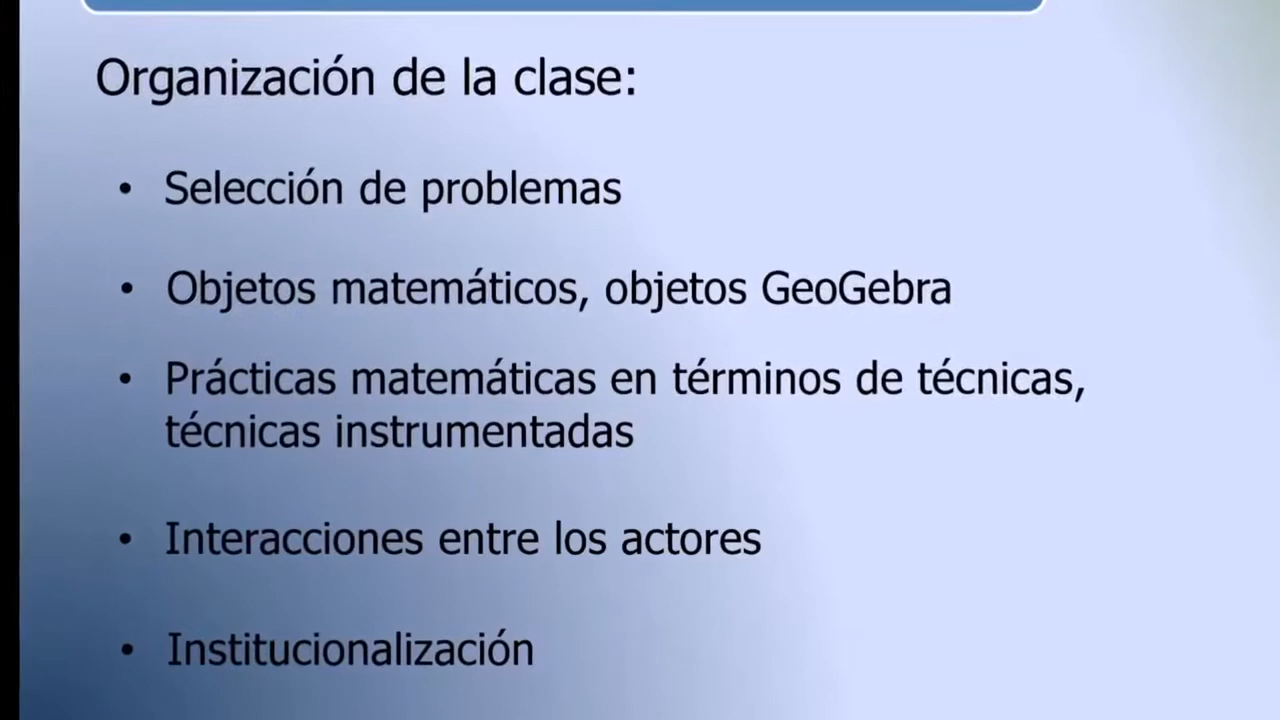 Organización de la clase:
• Selección de problemas
• Objetos matemáticos, objetos GeoGebra
• Prácticas matemáticas en términos de técnicas,
técnicas instrumentadas
• Interacciones entre los actores
• Institucionalización